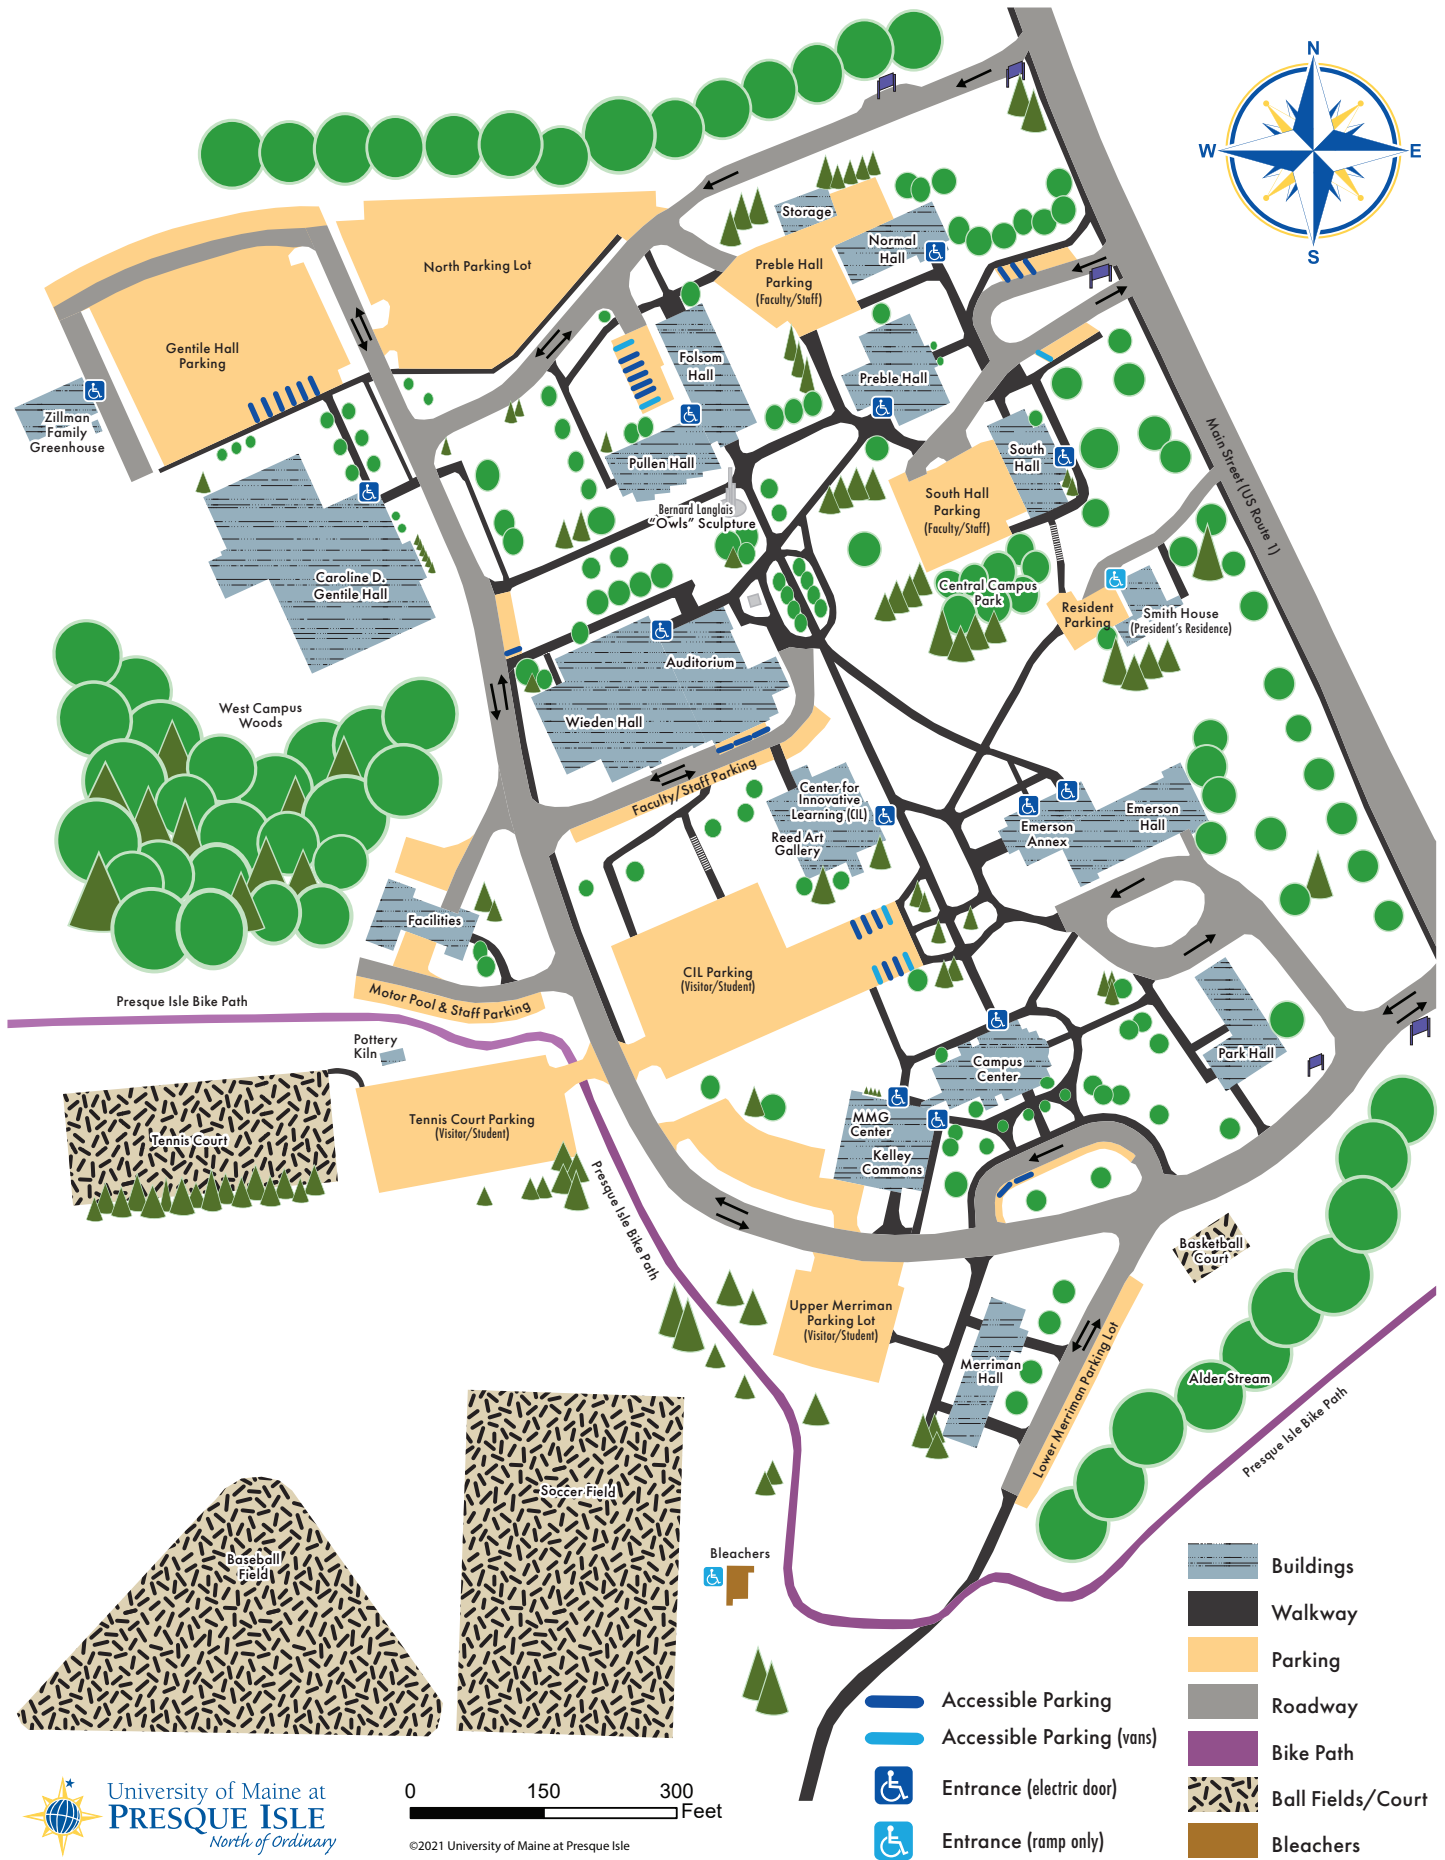 N
W
E
S
Storage
Normal
Hall
North Parking Lot
Preble Hall
Parking
(Faculty/Staff)
Gentile Hall
Parking
Folsom
Hall
Preble Hall
Zillman
Family
Greenhouse
Main Street (US Route 1)
South
Hall
Pullen Hall
South Hall
Parking
(Faculty/Staff)
Bernard Langlais
"Owls" Sculpture
Caroline D.
Gentile Hall
Central Campus
Park
Resident
Parking
Smith House
(President's Residence)
Auditorium
West Campus
Woods
Wieden Hall
Faculty/Staff Parking
Center for
Innovative
Learning (CIL)
Reed Art
Gallery
Emerson
Hall
Emerson
Annex
Facilities
CIL Parking
(Visitor/Student)
Motor Pool & Staff Parking
Presque Isle Bike Path
Pottery
Kiln
Park Hall
Campus
Center
Tennis Court Parking
(Visitor/Student)
MMG
Center
Tennis Court
Kelley
Commons
Presque Isle Bike Path
Basketball
Court
Upper Merriman
Parking Lot
(Visitor/Student)
Merriman
Hall
Lower Merriman Parking Lot
Alder Stream
Presque Isle Bike Path
Soccer Field
Baseball
Field
Bleachers
Buildings
Walkway
Parking
Roadway
Bike Path
Ball Fields/Court
Bleachers
Accessible Parking
Accessible Parking (vans)
Entrance (electric door)
Entrance (ramp only)
University of Maine at
PRESQUE ISLE
North of Ordinary
0 150 300
Feet
©2021 University of Maine at Presque Isle